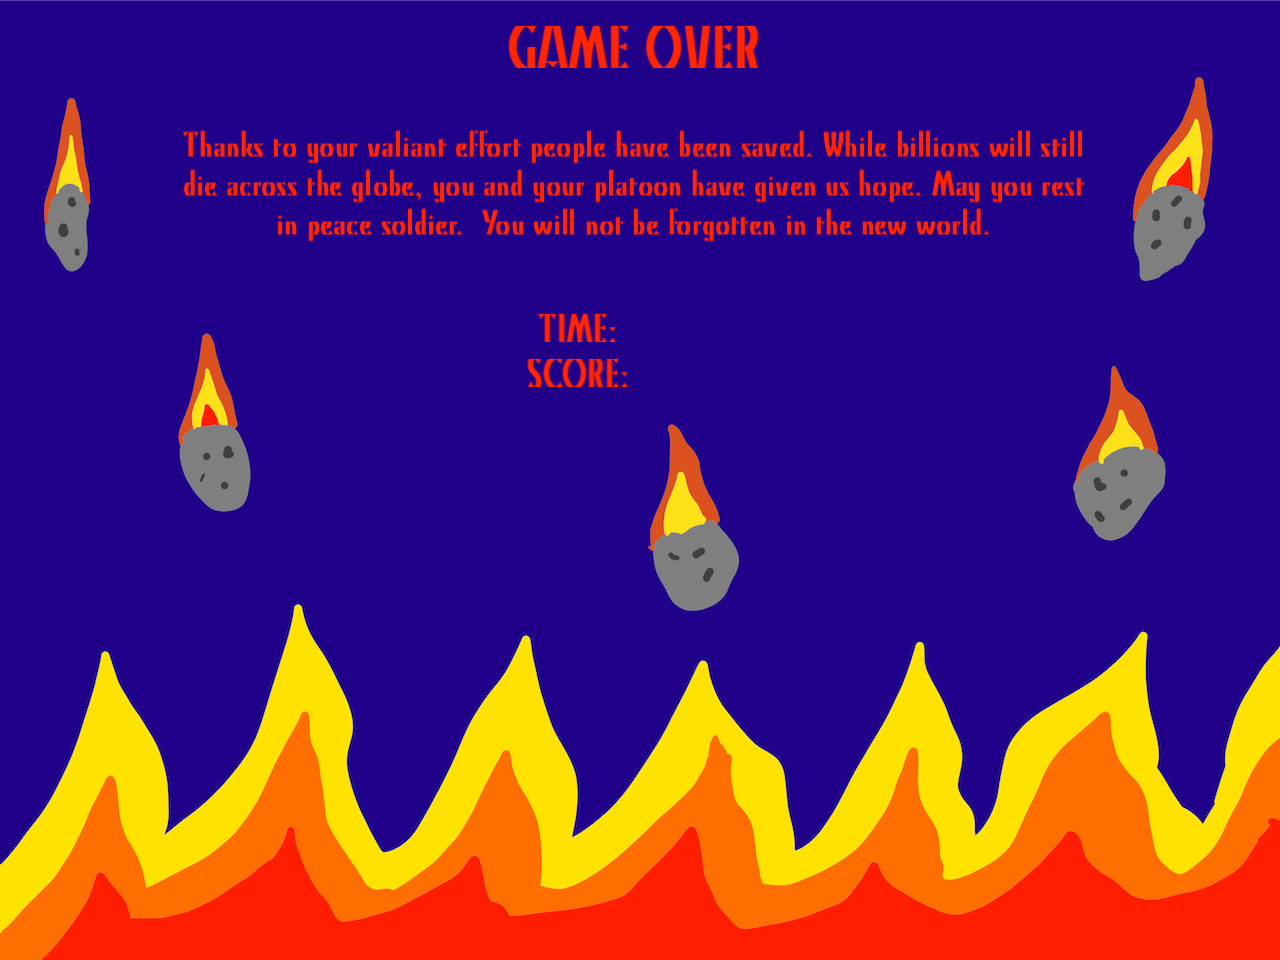 GAME OVER
Thanks to your valiant effort people have been saved. While billions will still
die across the globe, you and your platoon have given us hope. May you rest
in peace soldier.  You will not be forgotten in the new world.
TIME:
SCORE: